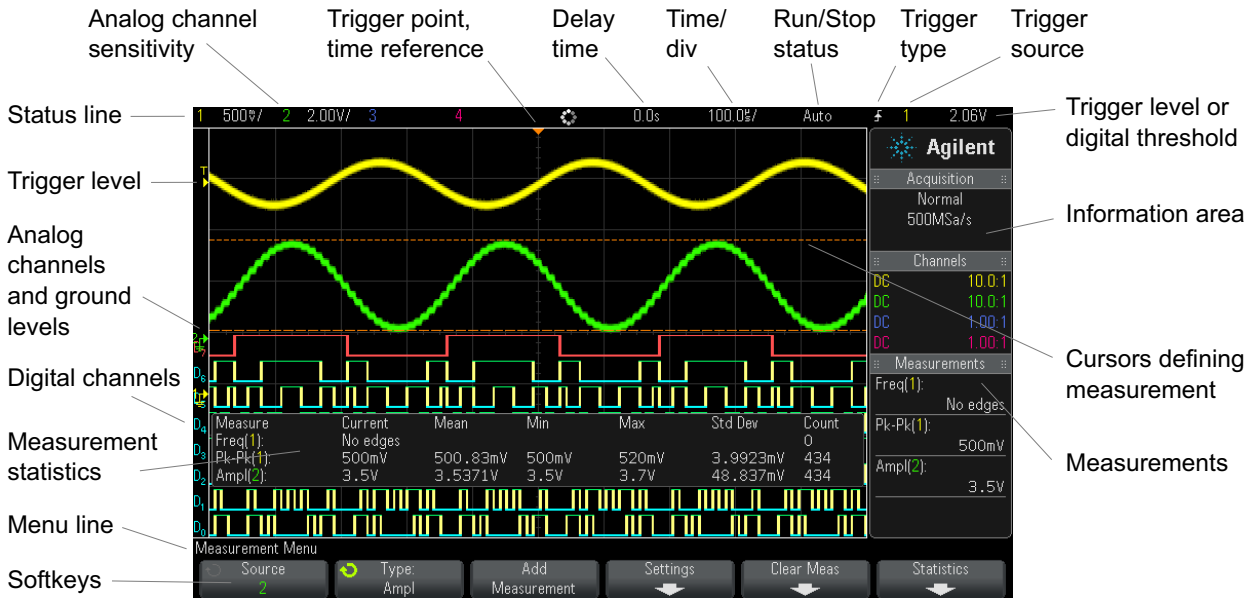 Analog channel
sensitivity
Trigger point,
time reference
Delay
time
Time/
div
Run/Stop
status
Trigger
type
Trigger
source
Status line
Trigger level or
digital threshold
Trigger level
Information area
Analog
channels
and ground
levels
Digital channels
Cursors defining
measurement
Measurement
statistics
Measurements
Menu line
Softkeys
1 500mV/ 2 2.00V/ 3 4 0.0s 100.0µs/ Auto 1 2.06V
T
Agilent
Acquisition
Normal
500MSa/s
Channels
DC 10.0:1
DC 10.0:1
DC 1.00:1
DC 1.00:1
Measurements
Freq(1):
No edges
Pk-Pk(1):
500mV
Ampl(2):
3.5V
D6
D4
D3
D2
D1
D0
Measure Current Mean Min Max Std Dev Count
Freq(1): No edges 0
Pk-Pk(1): 500mV 500.83mV 500mV 520mV 3.9923mV 434
Ampl(2): 3.5V 3.5371V 3.5V 3.7V 48.837mV 434
Measurement Menu
Source
2
Type:
Ampl
Add
Measurement
Settings
Clear Meas
Statistics